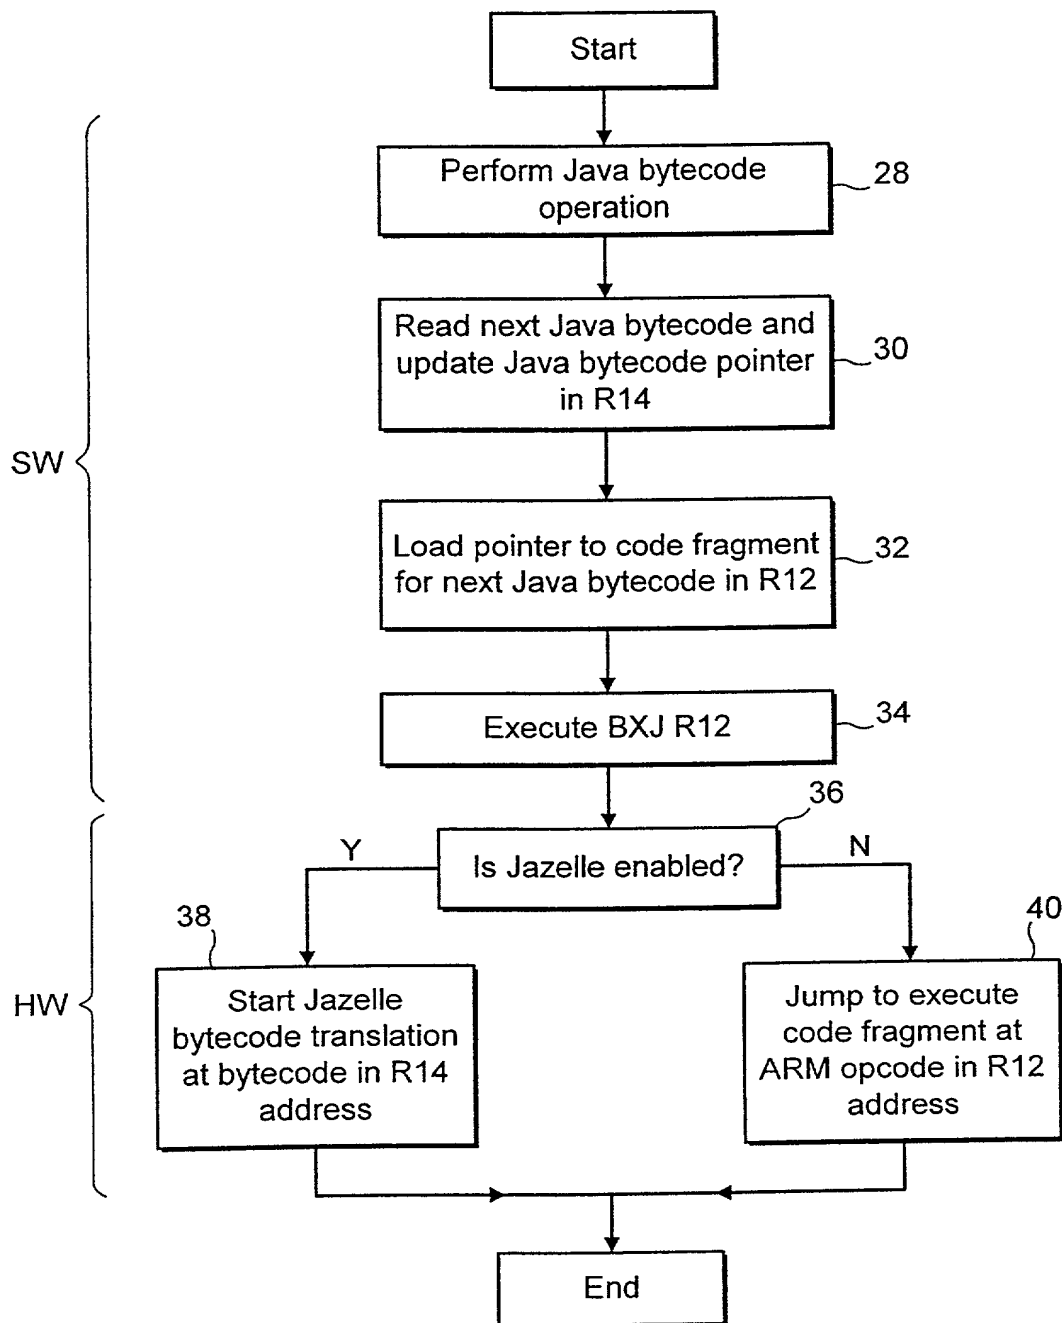 Start
Perform Java bytecode
operation
28
Read next Java bytecode and
update Java bytecode pointer
in R14
30
SW
Load pointer to code fragment
for next Java bytecode in R12
32
Execute BXJ R12
34
36
Y
Is Jazelle enabled?
N
38
40
HW
Start Jazelle
bytecode translation
at bytecode in R14
address
Jump to execute
code fragment at
ARM opcode in R12
address
End